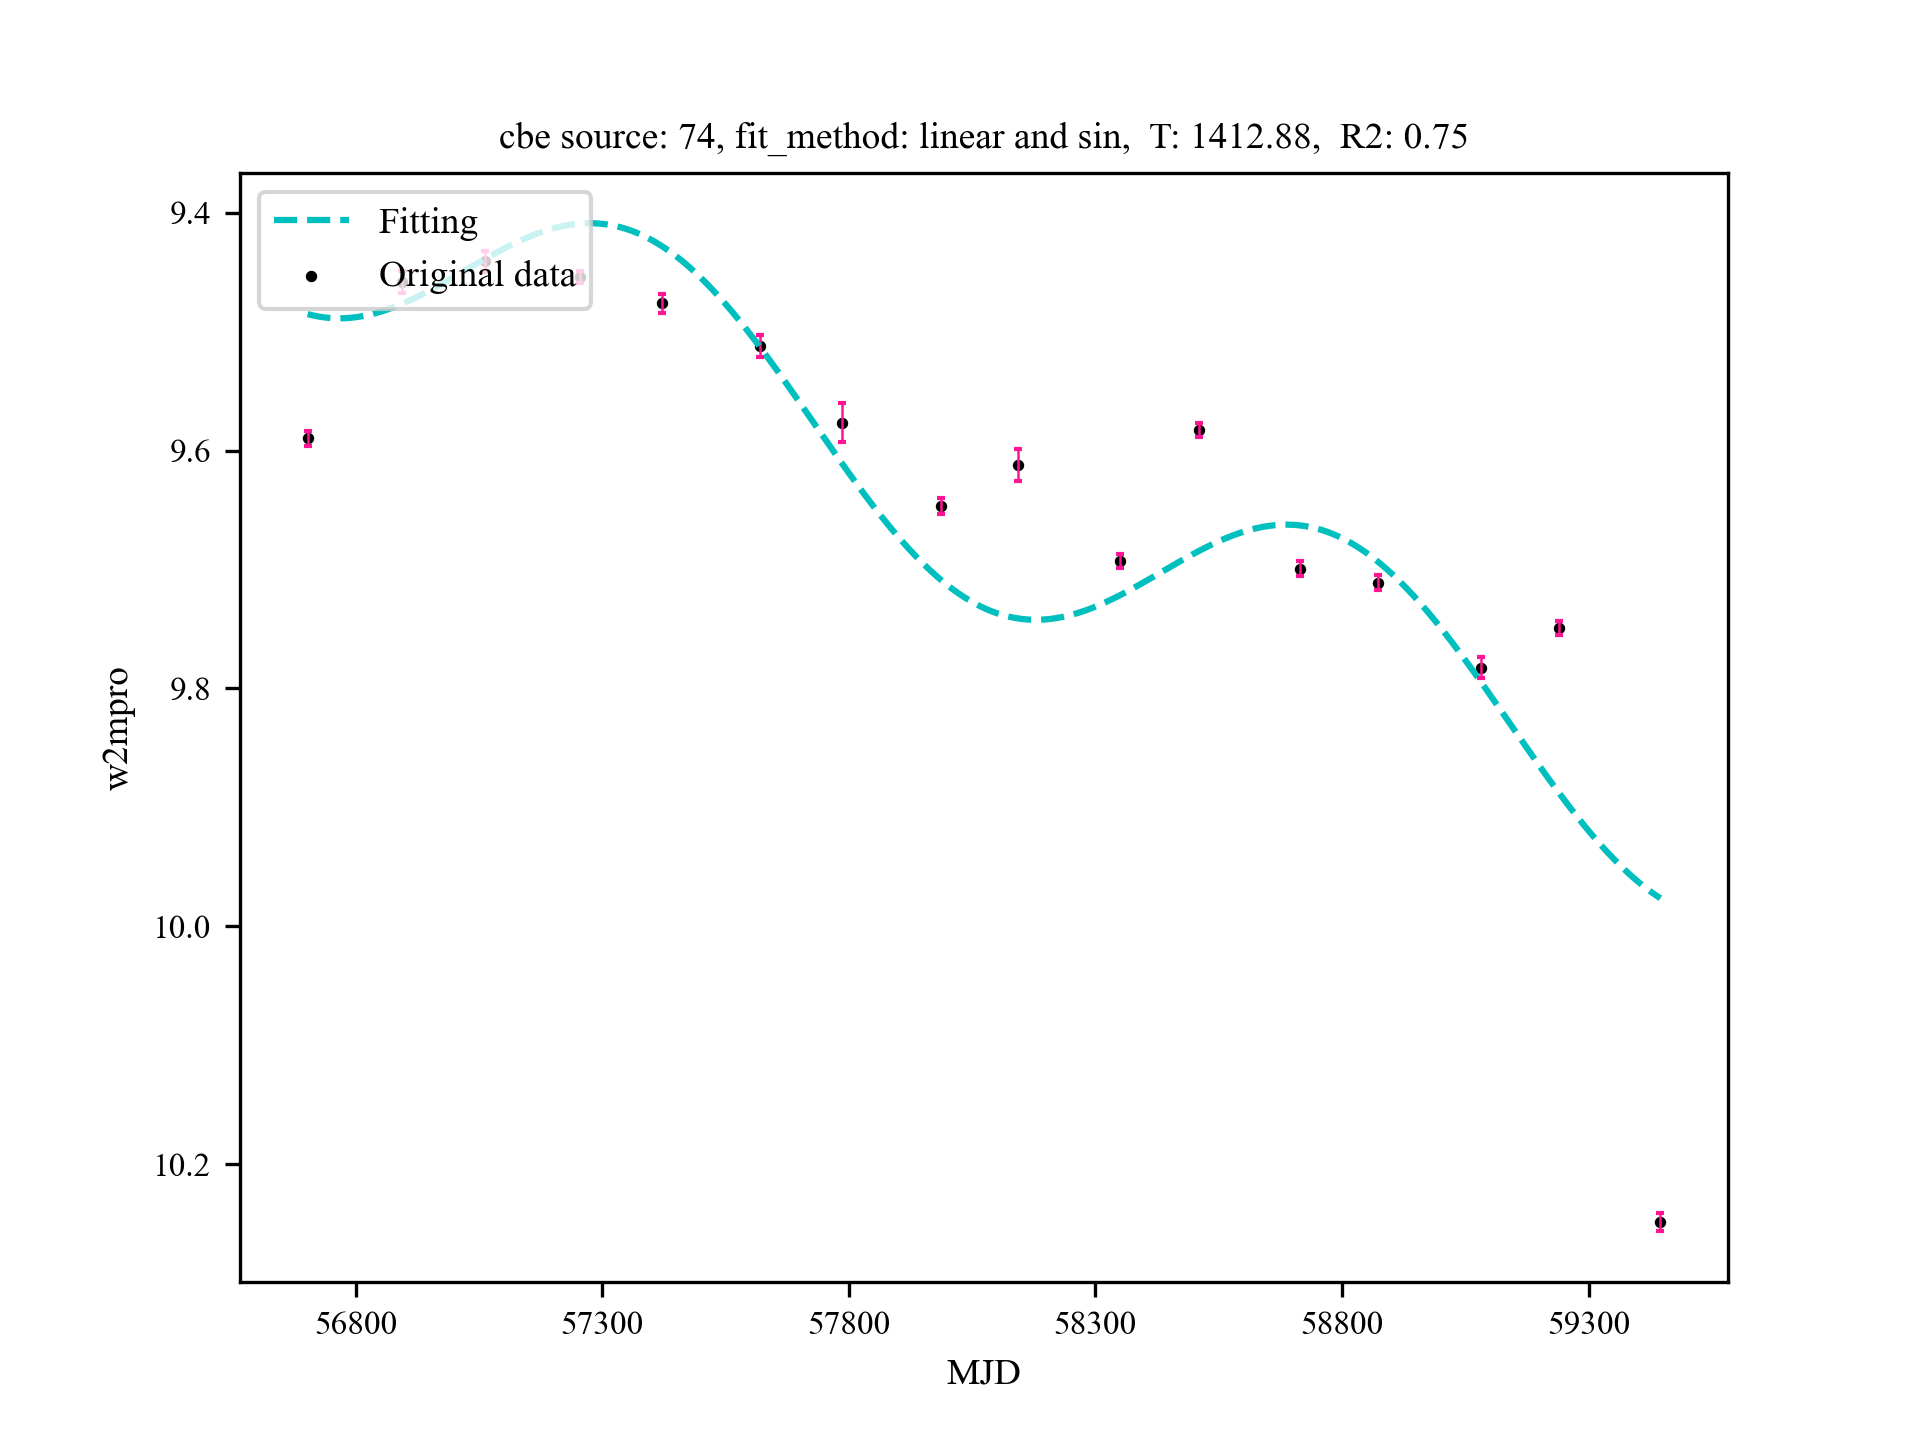 cbe source: 74, fit_method: linear and sin,  T: 1412.88,  R2: 0.75
Fitting
Original data
9.4
9.6
9.8
10.0
10.2
w2mpro
56800 57300 57800 58300 58800 59300
MJD